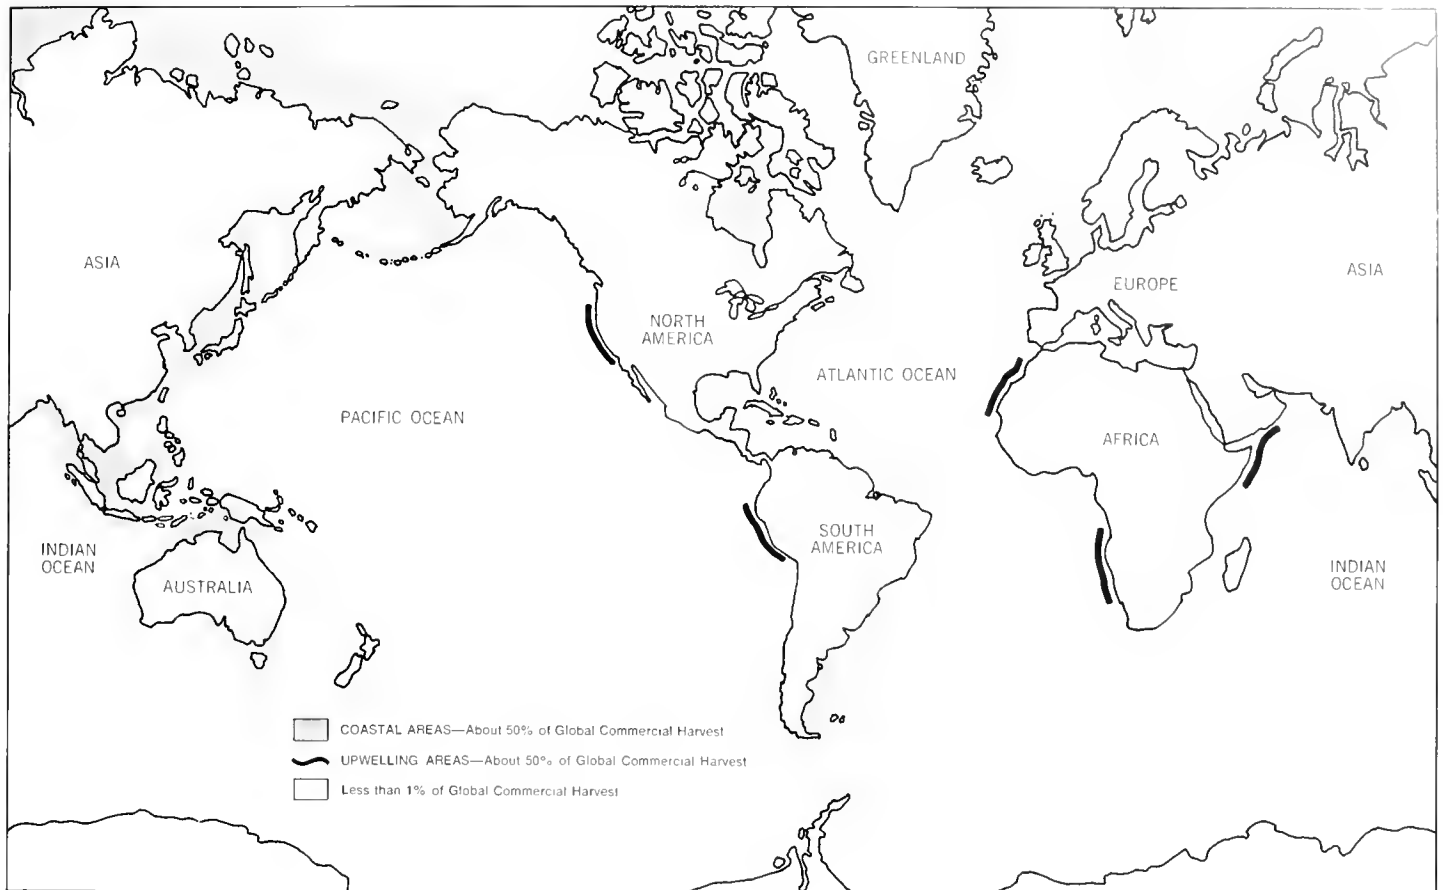 GREENLAND
ASIA
EUROPE
ASIA
NORTH
AMERICA
ATLANTIC OCEAN
PACIFIC OCEAN
AFRICA
SOUTH
AMERICA
INDIAN
OCEAN
AUSTRALIA
INDIAN
OCEAN
COASTAL AREAS—About 50% of Global Commercial Harvest
UPWELLING AREAS—About 50% of Global Commercial Harvest
Less than 1% of Global Commercial Harvest